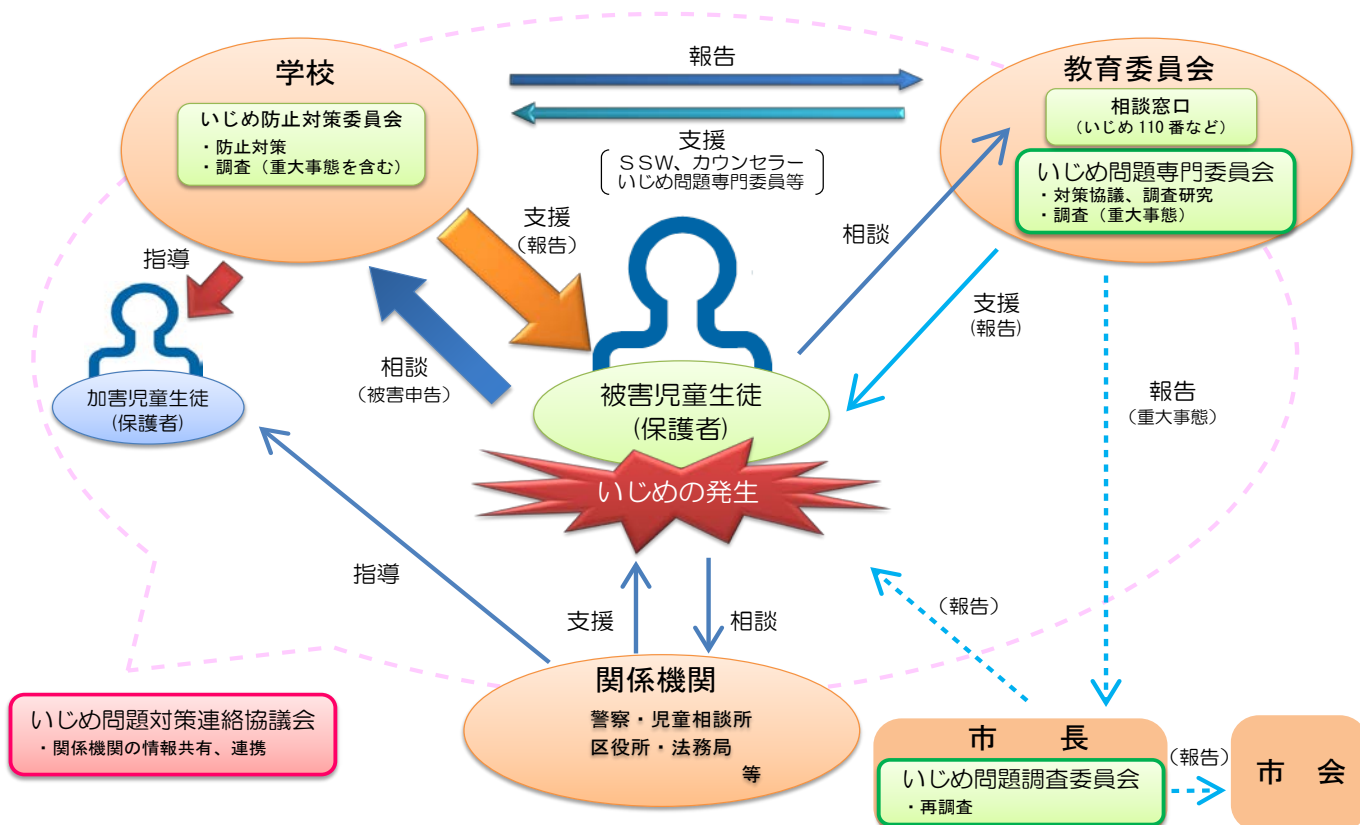 学校
いじめ防止対策委員会
・防止対策
・調査（重大事態を含む）
報告
支援
ＳＳＷ、カウンセラー
いじめ問題専門委員等
教育委員会
相談窓口
（いじめ 110 番など）
いじめ問題専門委員会
・対策協議、調査研究
・調査（重大事態）
指導
支援
（報告）
相談
（被害申告）
相談
支援
(報告)
報告
（重大事態）
加害児童生徒
(保護者)
被害児童生徒
(保護者)
いじめの発生
指導
支援
相談
（報告）
関係機関
警察・児童相談所
区役所・法務局
等
いじめ問題対策連絡協議会
・関係機関の情報共有、連携
市　長
いじめ問題調査委員会
・再調査
（報告）
市　会